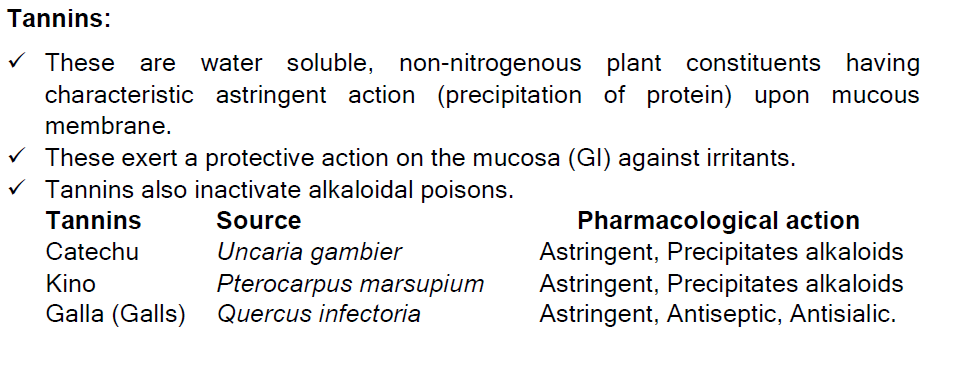 Tannins:
✓ These are water soluble, non-nitrogenous plant constituents having
characteristic astringent action (precipitation of protein) upon mucous
membrane.
✓ These exert a protective action on the mucosa (GI) against irritants.
✓ Tannins also inactivate alkaloidal poisons.
Tannins Source Pharmacological action
Catechu Uncaria gambier Astringent, Precipitates alkaloids
Kino Pterocarpus marsupium Astringent, Precipitates alkaloids
Galla (Galls) Quercus infectoria Astringent, Antiseptic, Antisialic.